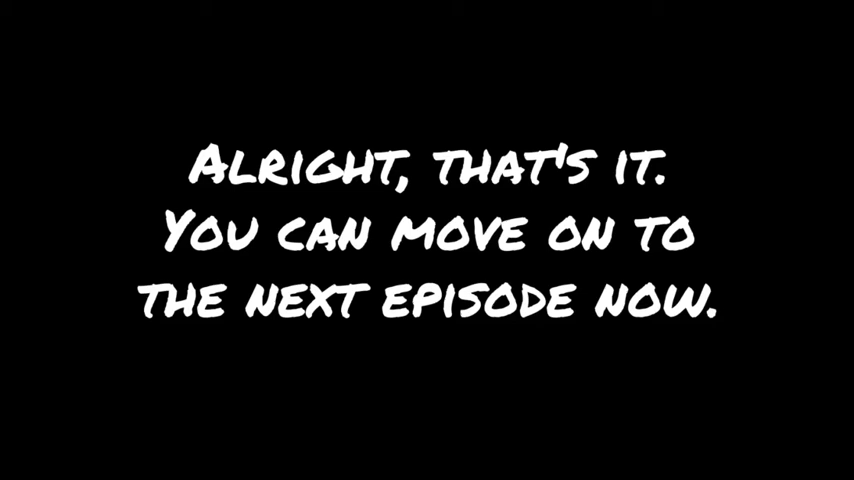 Alright, that's it.
You can move on to
the next episode now.